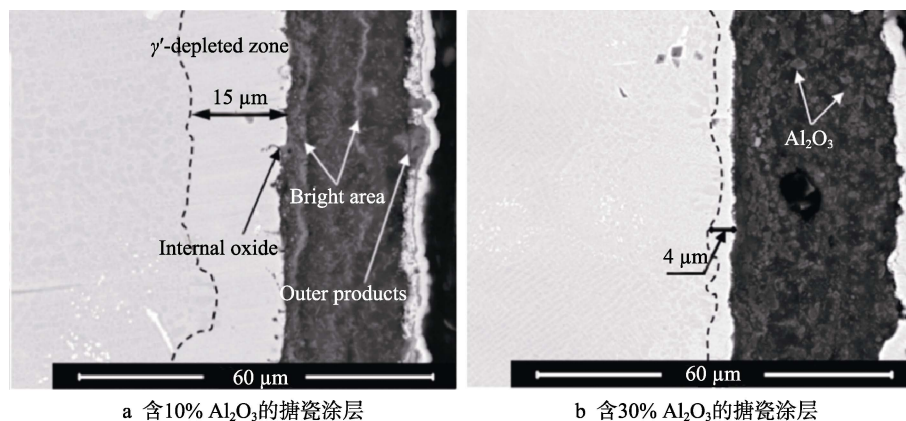 γ′-depleted zone
15 μm
Bright area
Internal oxide
Outer products
60 μm
a 含10% Al₂O₃的搪瓷涂层
Al₂O₃
4 μm
60 μm
b 含30% Al₂O₃的搪瓷涂层